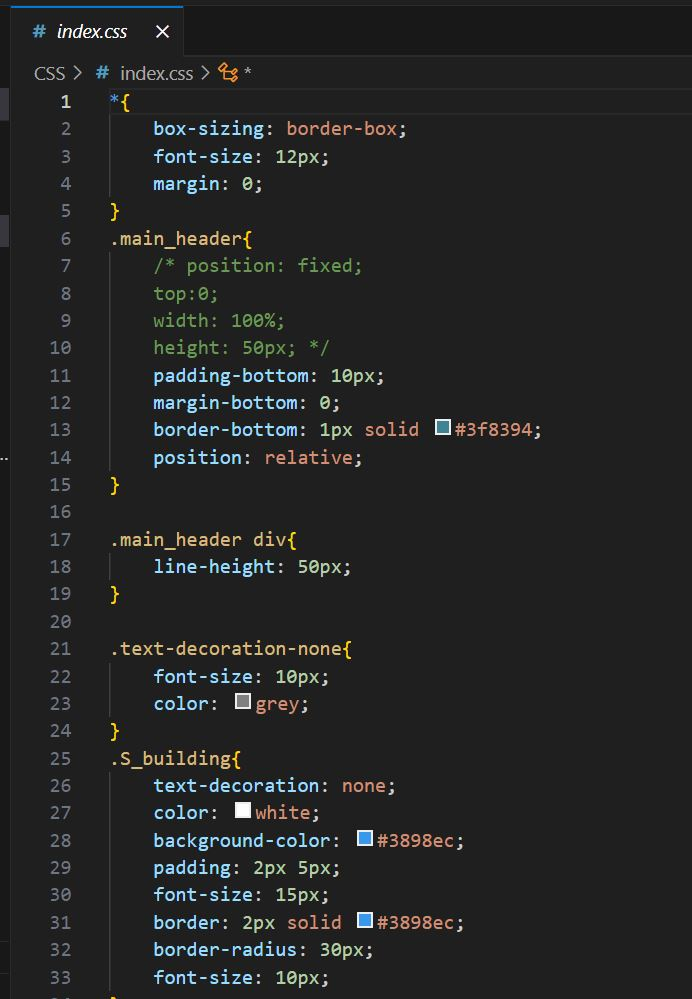 # index.css ×
CSS > # index.css > *
1 *{
2     box-sizing: border-box;
3     font-size: 12px;
4     margin: 0;
5 }
6 .main_header{
7     /* position: fixed;
8     top:0;
9     width: 100%;
10     height: 50px; */
11     padding-bottom: 10px;
12     margin-bottom: 0;
13     border-bottom: 1px solid #3f8394;
14     position: relative;
15 }
16
17 .main_header div{
18     line-height: 50px;
19 }
20
21 .text-decoration-none{
22     font-size: 10px;
23     color: grey;
24 }
25 .S_building{
26     text-decoration: none;
27     color: white;
28     background-color: #3898ec;
29     padding: 2px 5px;
30     font-size: 15px;
31     border: 2px solid #3898ec;
32     border-radius: 30px;
33     font-size: 10px;